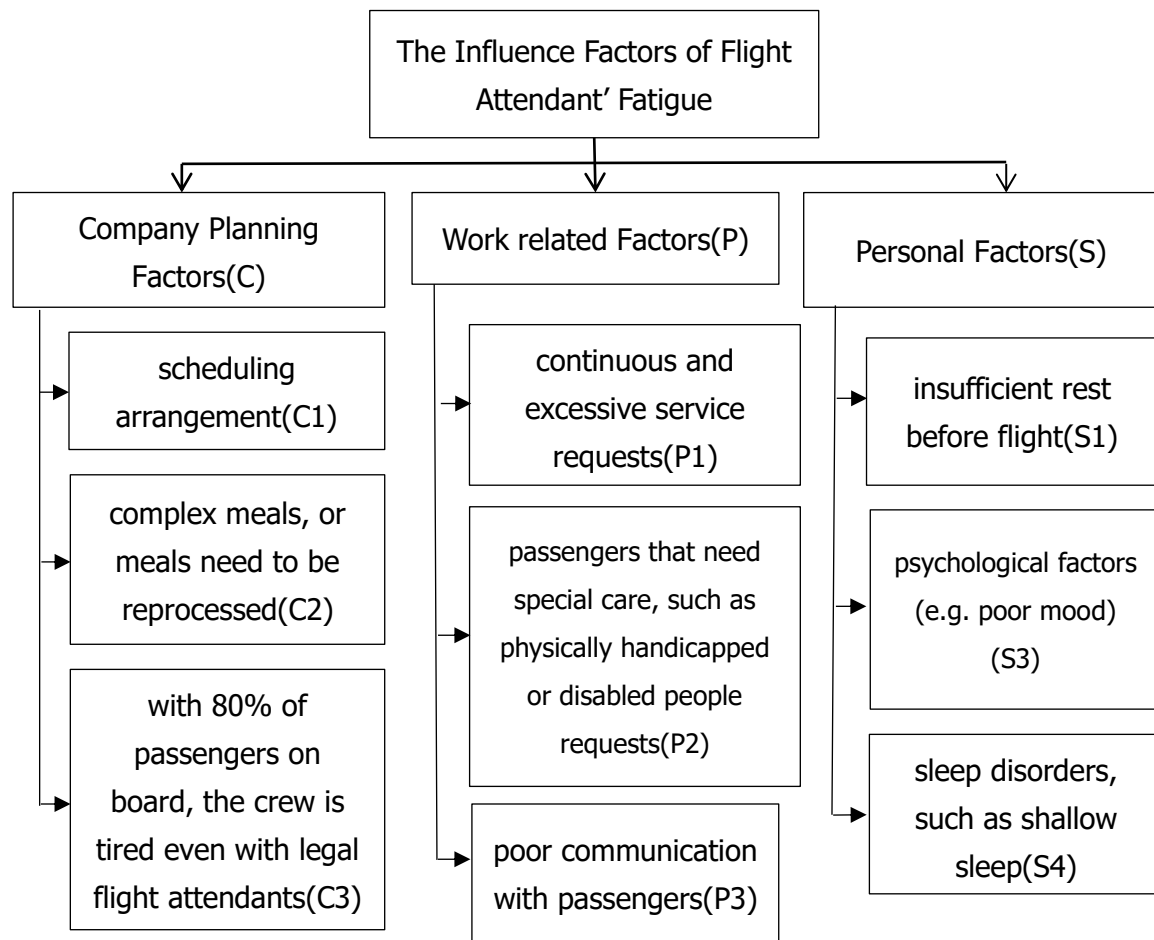 The Influence Factors of Flight
Attendant’ Fatigue
Company Planning
Factors(C)
scheduling
arrangement(C1)
complex meals, or
meals need to be
reprocessed(C2)
with 80% of
passengers on
board, the crew is
tired even with legal
flight attendants(C3)
Work related Factors(P)
continuous and
excessive service
requests(P1)
passengers that need
special care, such as
physically handicapped
or disabled people
requests(P2)
poor communication
with passengers(P3)
Personal Factors(S)
insufficient rest
before flight(S1)
psychological factors
(e.g. poor mood)
(S3)
sleep disorders,
such as shallow
sleep(S4)